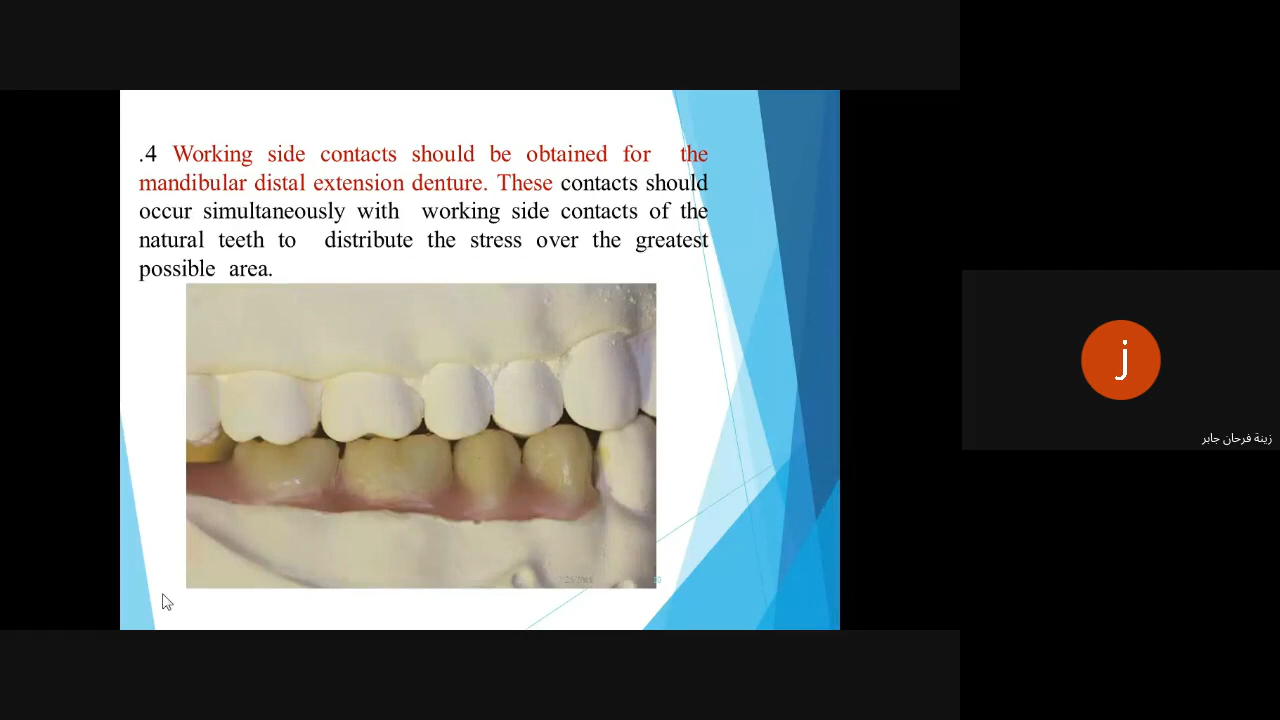 .4 Working side contacts should be obtained for the
mandibular distal extension denture. These contacts should
occur simultaneously with working side contacts of the
natural teeth to distribute the stress over the greatest
possible area.
j
زينة فرحان جابر